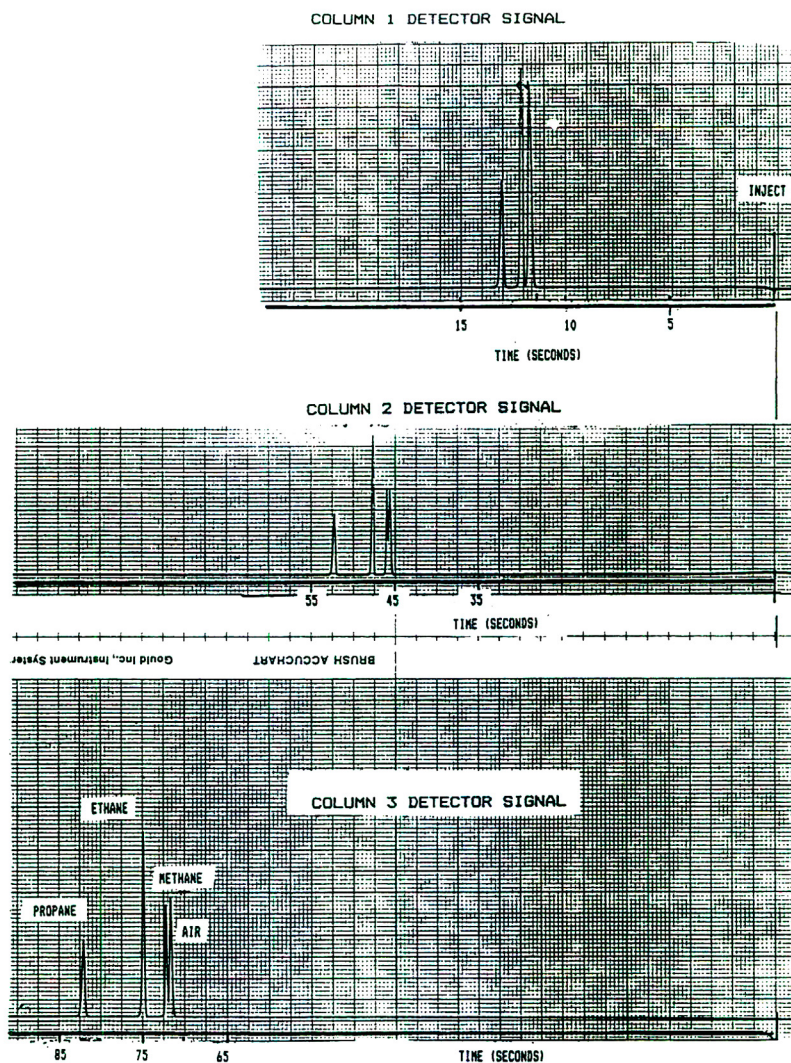 COLUMN 1 DETECTOR SIGNAL
INJECT
15 10 5
TIME (SECONDS)
COLUMN 2 DETECTOR SIGNAL
55 45 35
TIME (SECONDS)
Gould Inc., Instrument System BRUSH ACCUCHART
COLUMN 3 DETECTOR SIGNAL
ETHANE
METHANE
PROPANE
AIR
85 75 65 TIME (SECONDS)